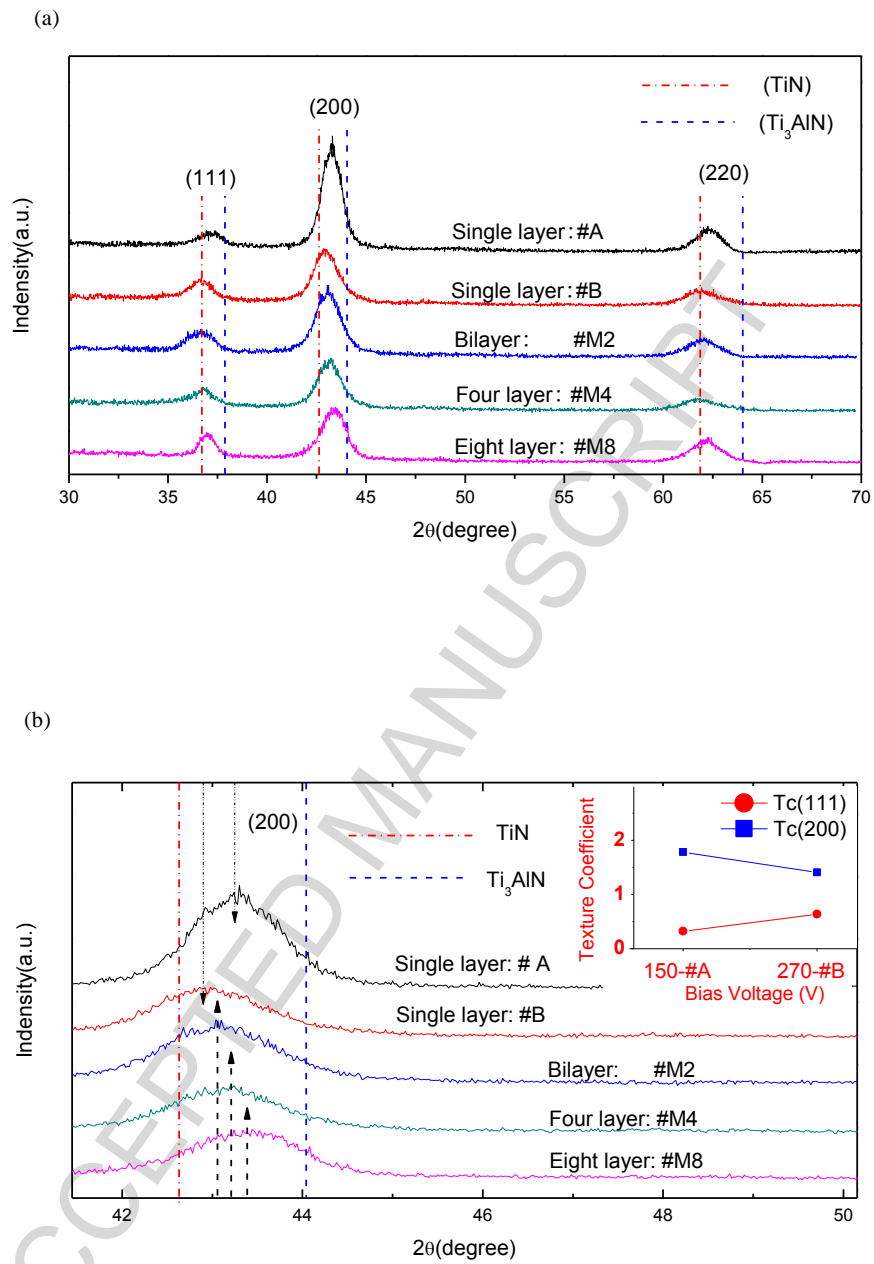 (a)
(TiN)
(Ti3AlN)
(200)
(111)
(220)
Single layer: #A
Single layer: #B
Bilayer: #M2
Four layer: #M4
Eight layer: #M8
Indensity(a.u.)
30 35 40 45 50 55 60 65 70
2θ(degree)
(b)
(200)
TiN
Ti3AlN
Tc(111)
Tc(200)
Texture Coefficient
2
1
0
150-#A 270-#B
Bias Voltage (V)
Single layer: # A
Single layer: #B
Bilayer: #M2
Four layer: #M4
Eight layer: #M8
Indensity(a.u.)
42 44 46 48 50
2θ(degree)
CCEPTED MANUSCRIPT